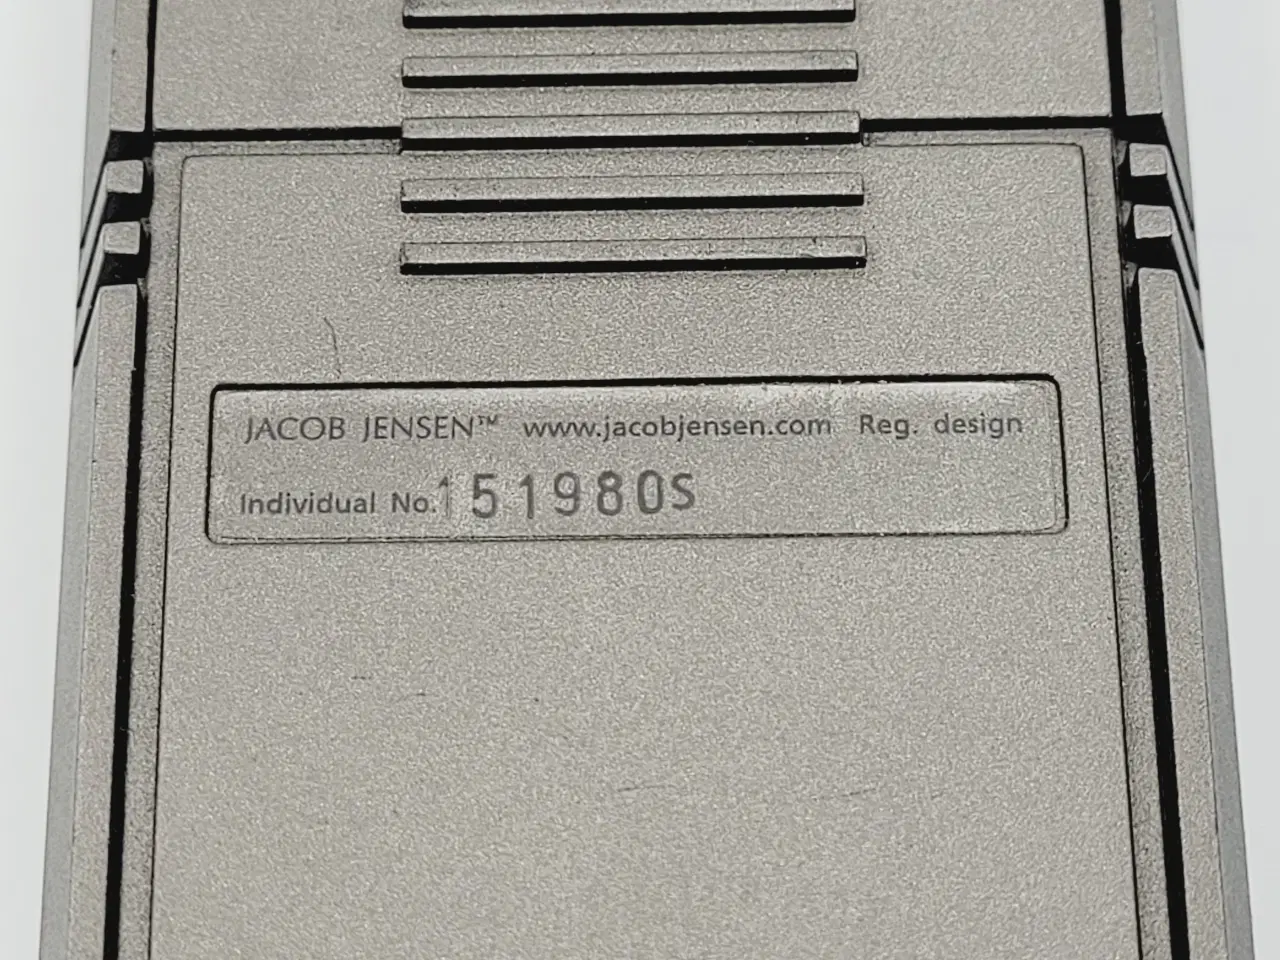 JACOB JENSEN™ www.jacobjensen.com Reg. design
Individual No. 151980S